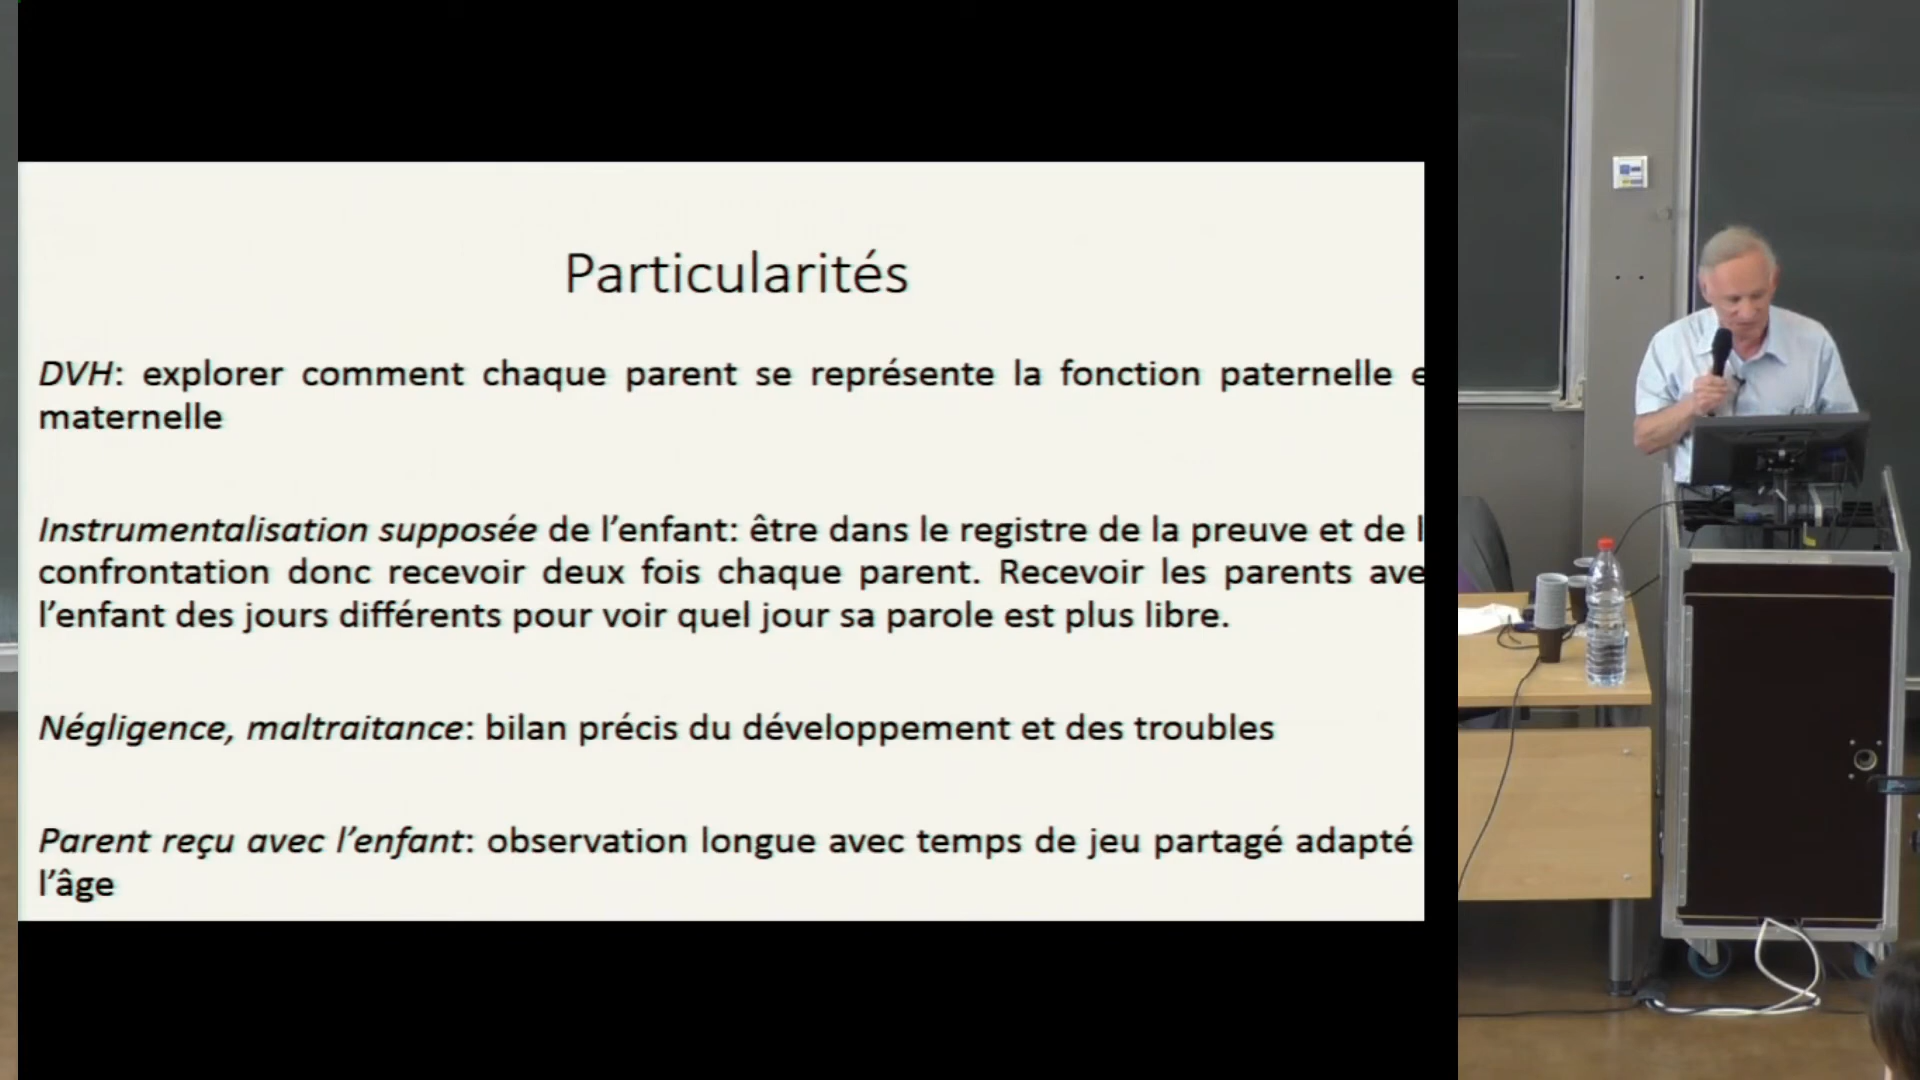 Particularités
DVH: explorer comment chaque parent se représente la fonction paternelle e
maternelle
Instrumentalisation supposée de l’enfant: être dans le registre de la preuve et de l
confrontation donc recevoir deux fois chaque parent. Recevoir les parents ave
l’enfant des jours différents pour voir quel jour sa parole est plus libre.
Négligence, maltraitance: bilan précis du développement et des troubles
Parent reçu avec l’enfant: observation longue avec temps de jeu partagé adapté
l’âge